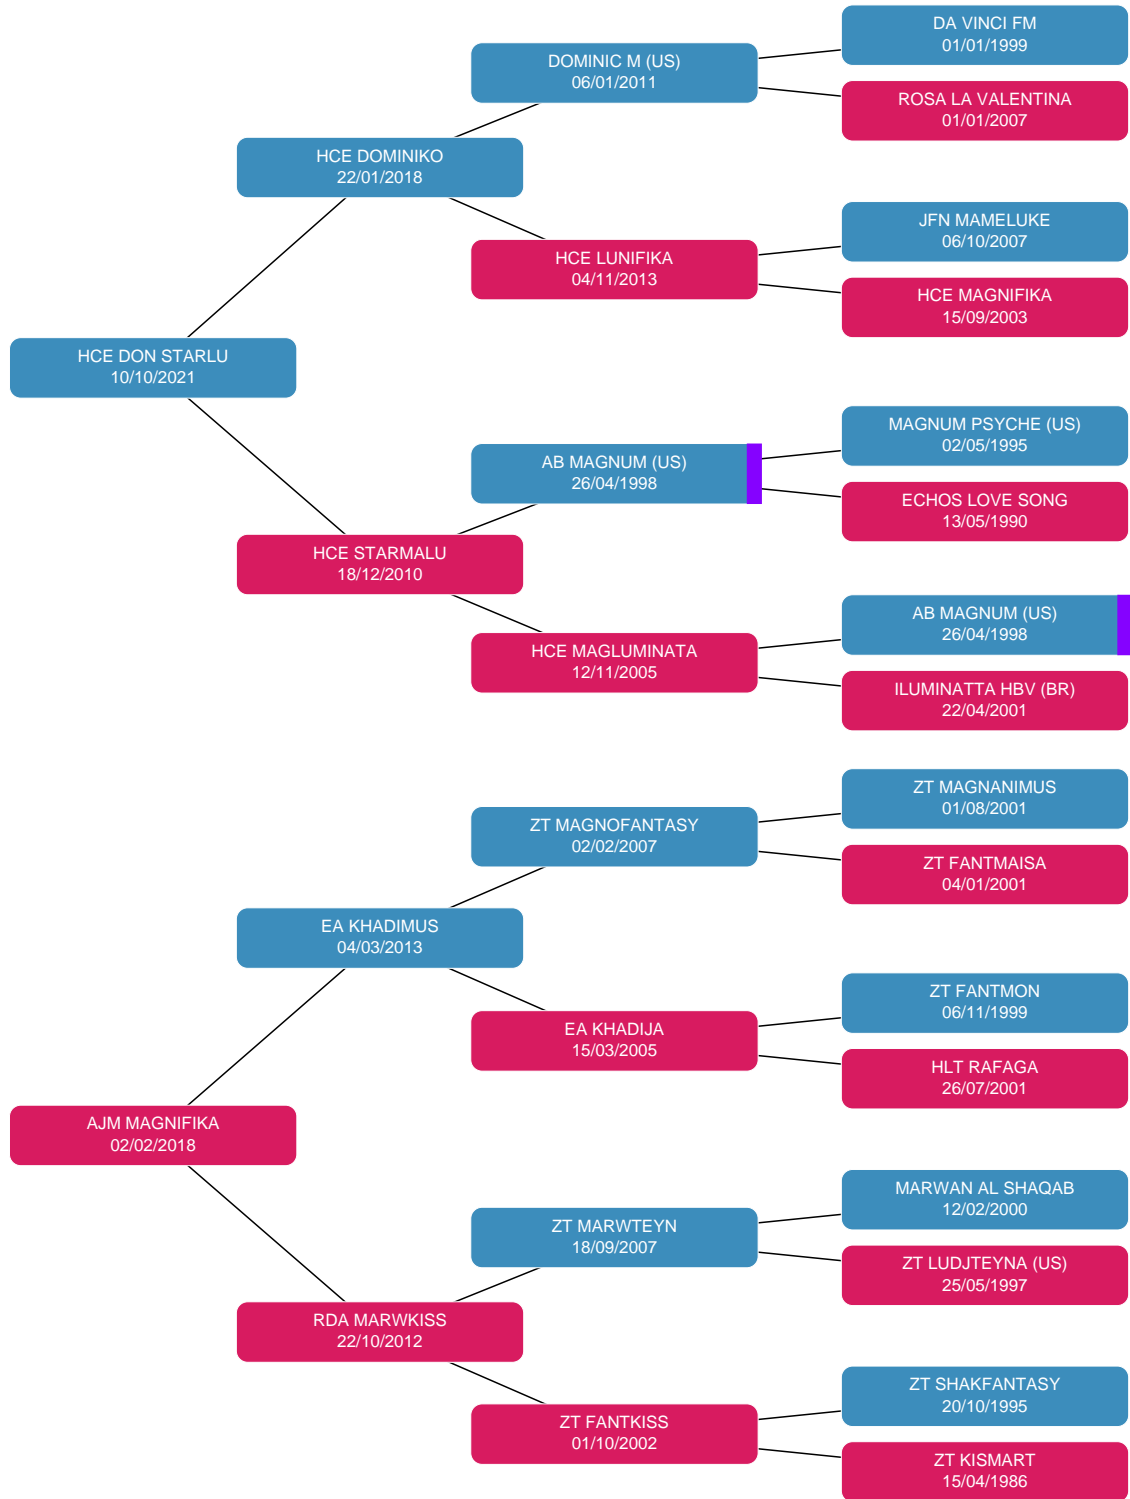 DA VINCI FM
01/01/1999
DOMINIC M (US)
06/01/2011
ROSA LA VALENTINA
01/01/2007
HCE DOMINIKO
22/01/2018
JFN MAMELUKE
06/10/2007
HCE LUNIFIKA
04/11/2013
HCE MAGNIFIKA
15/09/2003
HCE DON STARLU
10/10/2021
MAGNUM PSYCHE (US)
02/05/1995
AB MAGNUM (US)
26/04/1998
ECHOS LOVE SONG
13/05/1990
HCE STARMALU
18/12/2010
AB MAGNUM (US)
26/04/1998
HCE MAGLUMINATA
12/11/2005
ILUMINATTA HBV (BR)
22/04/2001
ZT MAGNANIMUS
01/08/2001
ZT MAGNOFANTASY
02/02/2007
ZT FANTMAISA
04/01/2001
EA KHADIMUS
04/03/2013
ZT FANTMON
06/11/1999
EA KHADIJA
15/03/2005
HLT RAFAGA
26/07/2001
AJM MAGNIFIKA
02/02/2018
MARWAN AL SHAQAB
12/02/2000
ZT MARWTEYN
18/09/2007
ZT LUDJTEYNA (US)
25/05/1997
RDA MARWKISS
22/10/2012
ZT SHAKFANTASY
20/10/1995
ZT FANTKISS
01/10/2002
ZT KISMART
15/04/1986